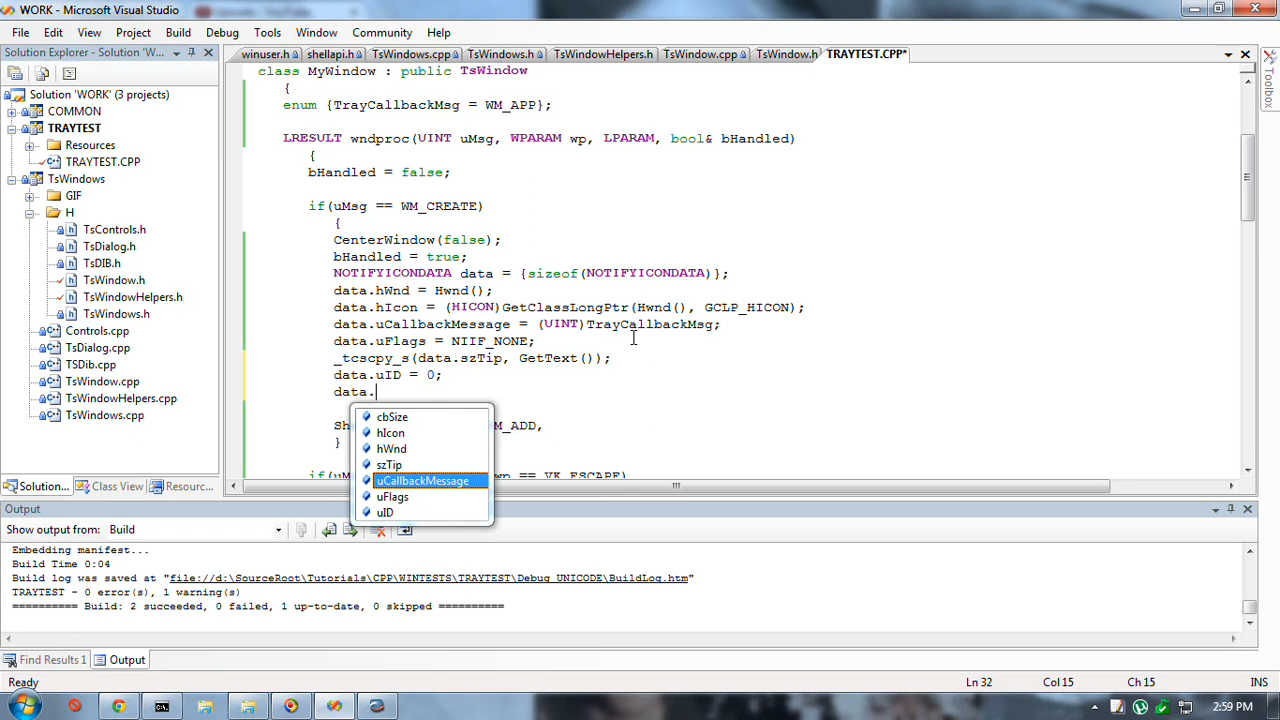 WORK - Microsoft Visual Studio
File Edit View Project Build Debug Tools Window Community Help
Solution Explorer - Solution 'W...
winuser.h shellapi.h TsWindows.cpp TsWindows.h TsWindowHelpers.h TsWindow.cpp TsWindow.h TRAYTEST.CPP*
Toolbox
Solution 'WORK' (3 projects)
COMMON
TRAYTEST
Resources
TRAYTEST.CPP
TsWindows
GIF
H
TsControls.h
TsDialog.h
TsDIB.h
TsWindow.h
TsWindowHelpers.h
TsWindows.h
Controls.cpp
TsDialog.cpp
TSDib.cpp
TsWindow.cpp
TsWindowHelpers.cpp
TsWindows.cpp
Solution... Class View Resourc...
class MyWindow : public TsWindow
{
enum {TrayCallbackMsg = WM_APP};
LRESULT wndproc(UINT uMsg, WPARAM wp, LPARAM, bool& bHandled)
{
bHandled = false;
if(uMsg == WM_CREATE)
{
CenterWindow(false);
bHandled = true;
NOTIFYICONDATA data = {sizeof(NOTIFYICONDATA)};
data.hWnd = Hwnd();
data.hIcon = (HICON)GetClassLongPtr(Hwnd(), GCLP_HICON);
data.uCallbackMessage = (UINT)TrayCallbackMsg;
data.uFlags = NIIF_NONE;
_tcscpy_s(data.szTip, GetText());
data.uID = 0;
data.
cbSize
hIcon
hWnd
szTip
uCallbackMessage
uFlags
uID
Sh M_ADD,
}
if(uM wp == VK_ESCAPE)
Output
Show output from: Build
Embedding manifest...
Build Time 0:04
Build log was saved at "file://d:\SourceRoot\Tutorials\CPP\WINTESTS\TRAYTEST\Debug_UNICODE\BuildLog.htm"
TRAYTEST - 0 error(s), 1 warning(s)
========== Build: 2 succeeded, 0 failed, 1 up-to-date, 0 skipped ==========
Find Results 1 Output
Ready Ln 32 Col 15 Ch 15 INS
2:59 PM